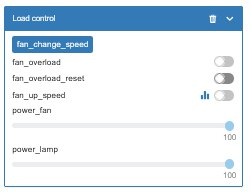 Load control
fan_change_speed
fan_overload
fan_overload_reset
fan_up_speed
power_fan
100
power_lamp
100